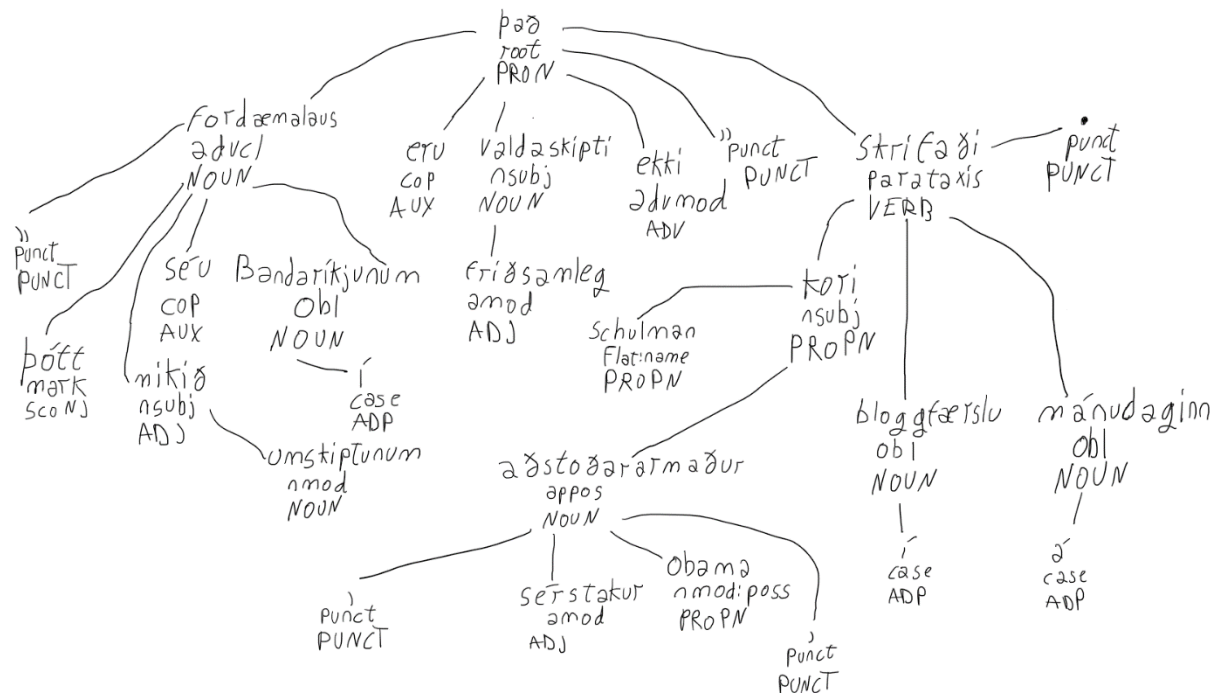 það
root
PRON
fordæmalaus
advcl
NOUN
eru
COP
AUX
valdaskipti
nsubj
NOUN
ekki
advmod
ADV
"
punct
PUNCT
skrifaði
parataxis
VERB
.
punct
PUNCT
"
punct
PUNCT
þótt
mark
SCONJ
mikið
nsubj
ADJ
séu
COP
AUX
Bandaríkjunum
Obl
NOUN
í
case
ADP
umskiptunum
nmod
NOUN
friðsamleg
amod
ADJ
Schulman
Flat:name
PROPN
kori
nsubj
PROPN
bloggfærslu
obl
NOUN
mánudaginn
Obl
NOUN
aðstoðararmaður
appos
NOUN
,
punct
PUNCT
sérstakur
amod
ADJ
Obama
nmod:poss
PROPN
,
punct
PUNCT
í
case
ADP
á
case
ADP